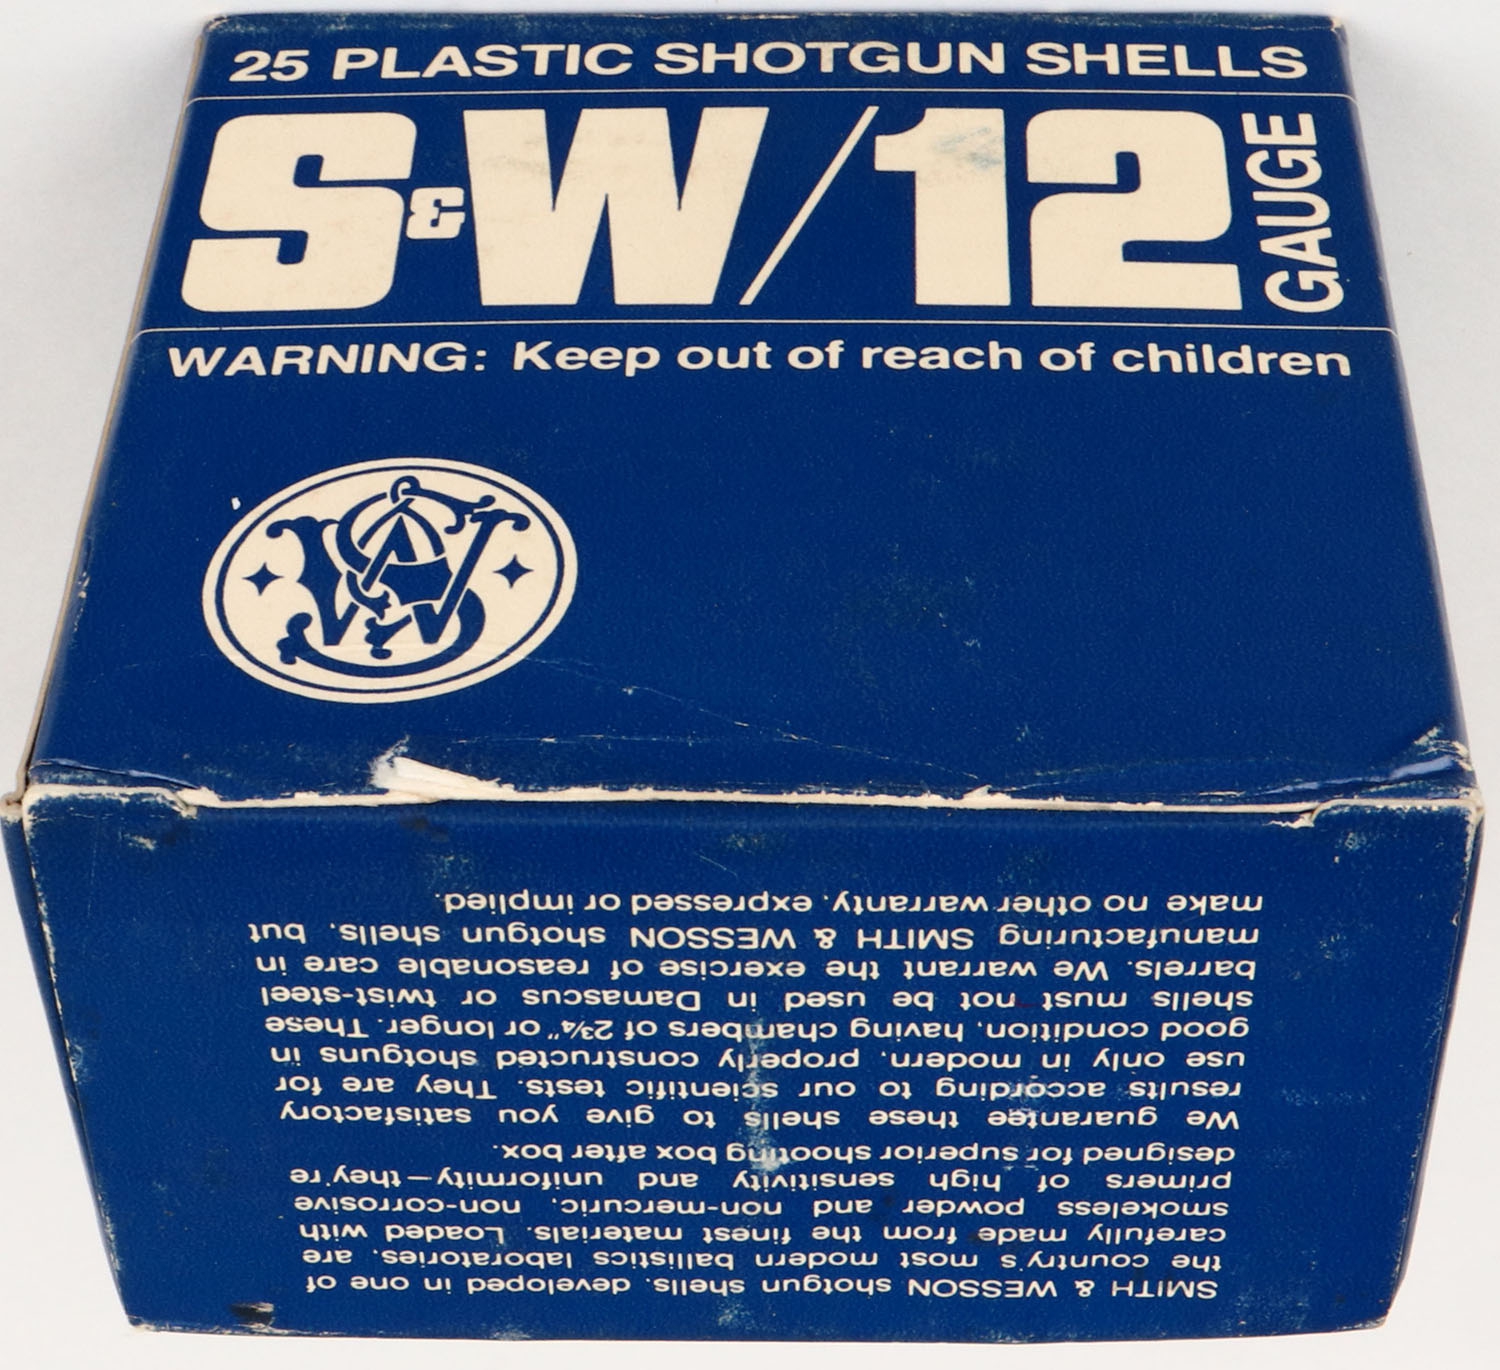 25 PLASTIC SHOTGUN SHELLS
S&W/12 GAUGE
WARNING: Keep out of reach of children
SMITH & WESSON shotgun shells, developed in one of
the country's most modern ballistics laboratories, are
carefully made from the finest materials. Loaded with
smokeless powder and non-mercuric, non-corrosive
primers of high sensitivity and uniformity—they're
designed for superior shooting box after box.
We guarantee these shells to give you satisfactory
results according to our scientific tests. They are for
use only in modern, properly constructed shotguns in
good condition, having chambers of 2¾" or longer. These
shells must not be used in Damascus or twist-steel
barrels. We warrant the exercise of reasonable care in
manufacturing SMITH & WESSON shotgun shells, but
make no other warranty, expressed or implied.